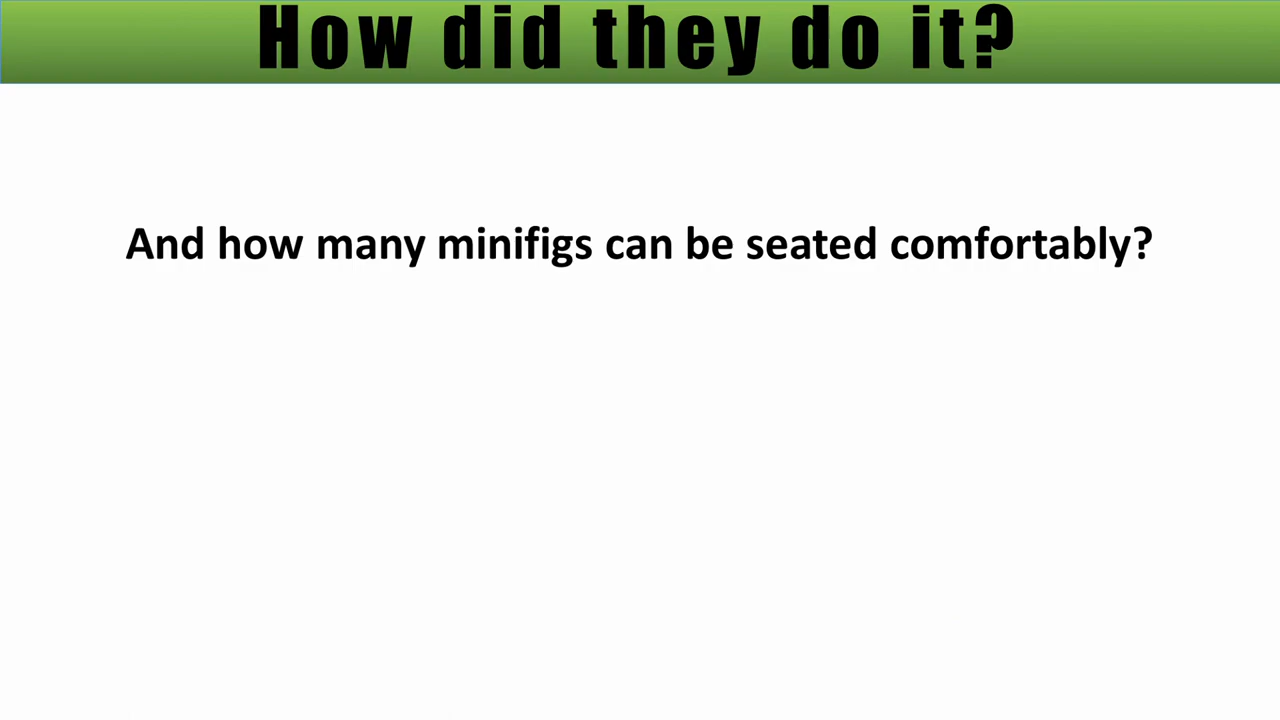 How did they do it?
And how many minifigs can be seated comfortably?